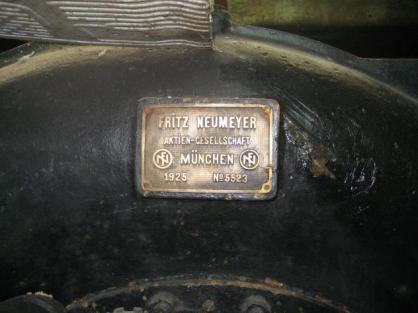 FRITZ NEUMEYER
AKTIEN-GESELLSCHAFT
MÜNCHEN
1925 No 5523